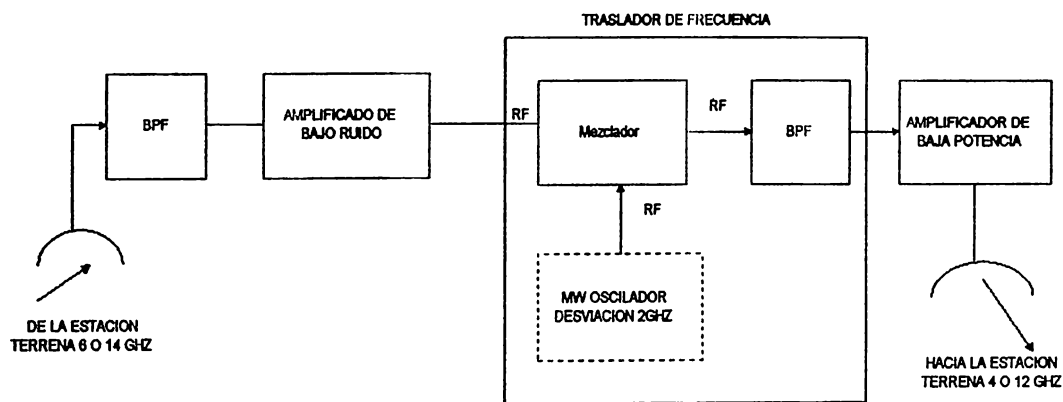 TRASLADOR DE FRECUENCIA
BPF
AMPLIFICADO DE
BAJO RUIDO
RF
Mezclador
RF
BPF
AMPLIFICADOR DE
BAJA POTENCIA
RF
MW OSCILADOR
DESVIACION 2GHZ
DE LA ESTACION
TERRENA 6 O 14 GHZ
HACIA LA ESTACION
TERRENA 4 O 12 GHZ